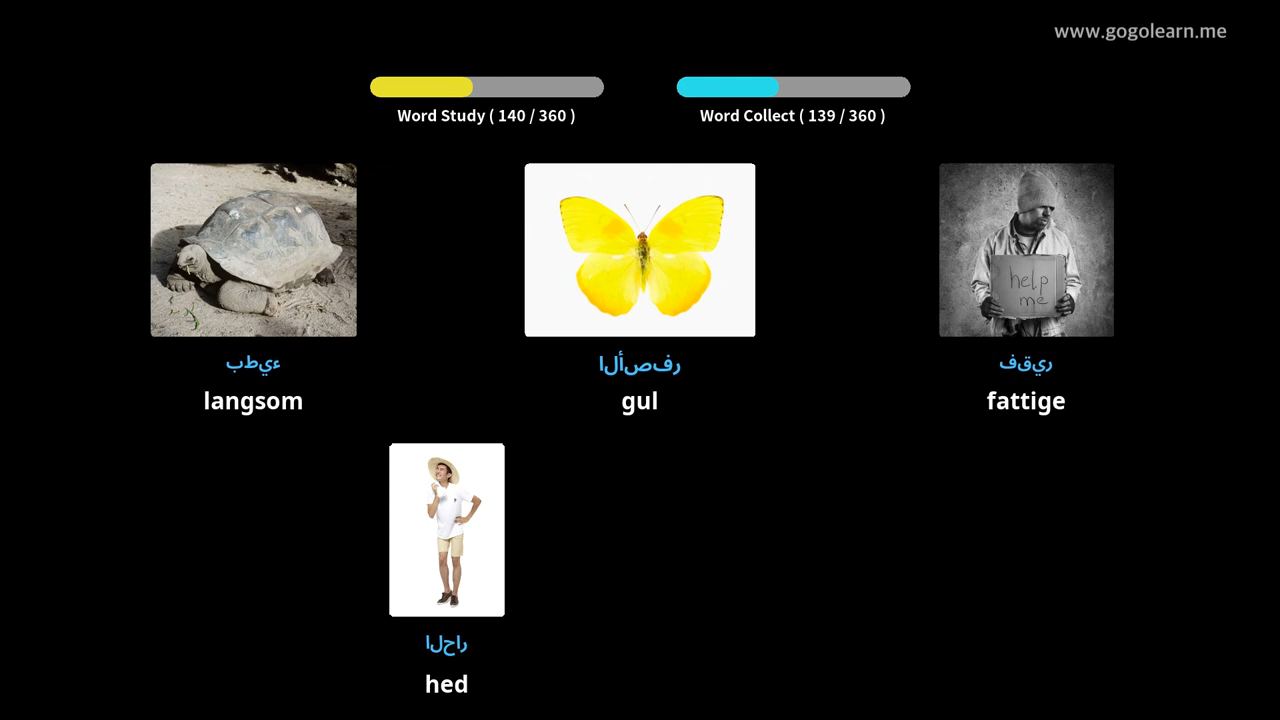 www.gogolearn.me
Word Study ( 140 / 360 )
Word Collect ( 139 / 360 )
بطيء
الأصفر
فقير
langsom
gul
fattige
help
me
الحار
hed